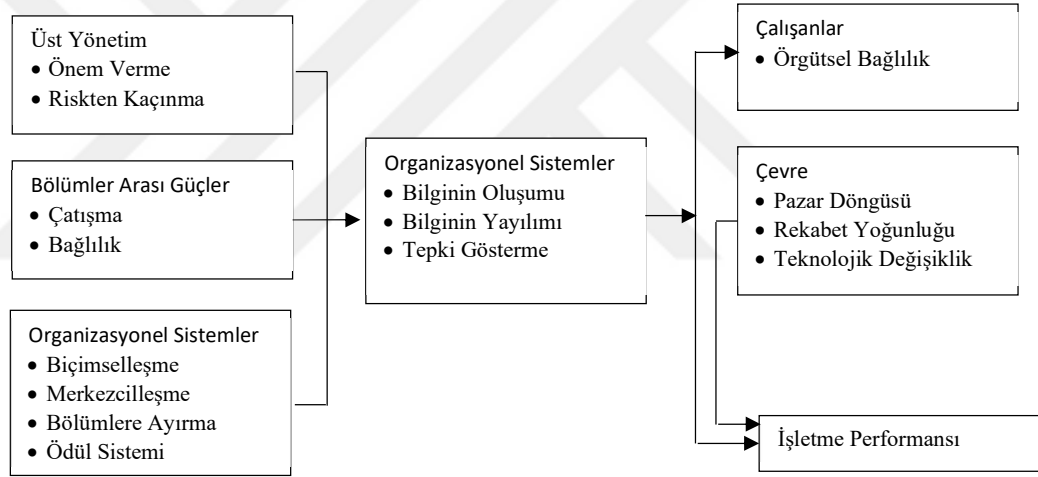 Üst Yönetim
• Önem Verme
• Riskten Kaçınma
Bölümler Arası Güçler
• Çatışma
• Bağlılık
Organizasyonel Sistemler
• Biçimselleşme
• Merkezcilleşme
• Bölümlere Ayırma
• Ödül Sistemi
Organizasyonel Sistemler
• Bilginin Oluşumu
• Bilginin Yayılımı
• Tepki Gösterme
Çalışanlar
• Örgütsel Bağlılık
Çevre
• Pazar Döngüsü
• Rekabet Yoğunluğu
• Teknolojik Değişiklik
İşletme Performansı